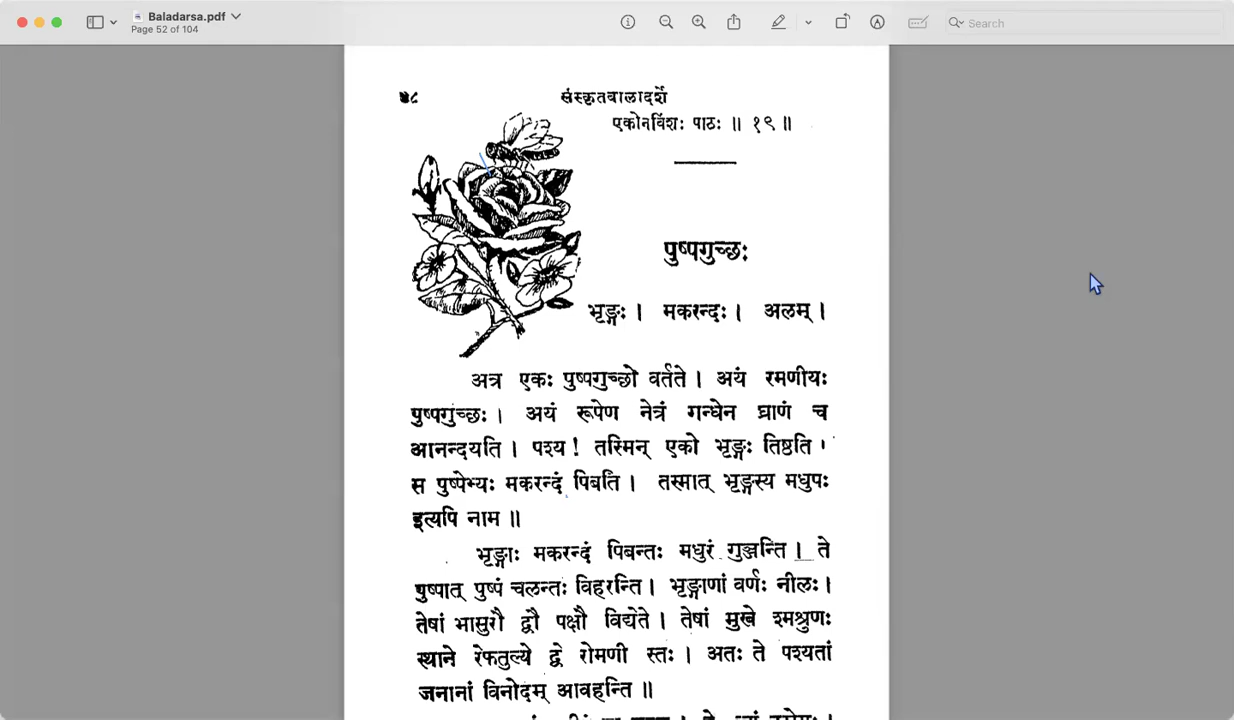 Baladarsa.pdf
Page 52 of 104
Search
४८
संस्कृतबालादर्शे
एकोनविंशः पाठः ॥ १९॥
पुष्पगुच्छः
भृङ्गः । मकरन्दः । अलम् ।
अत्र एकः पुष्पगुच्छो वर्तते । अयं रमणीयः
पुष्पगुच्छः । अयं रूपेण नेत्रं गन्धेन घ्राणं च
आनन्दयति । पश्य ! तस्मिन् एको भृङ्गः तिष्ठति ।
स पुष्पेभ्यः मकरन्दं पिबति । तस्मात् भृङ्गस्य मधुपः
इत्यपि नाम ॥
भृङ्गाः मकरन्दं पिबन्तः मधुरं गुञ्जन्ति । ते
पुष्पात् पुष्पं चलन्तः विहरन्ति । भृङ्गाणां वर्णः नीलः ।
तेषां भासुरौ द्वौ पक्षौ विद्येते । तेषां मुखे श्मश्रुणः
स्थाने रेफतुल्ये द्वे रोमणी स्तः । अतः ते पश्यतां
जनानां विनोदम् आवहन्ति ॥